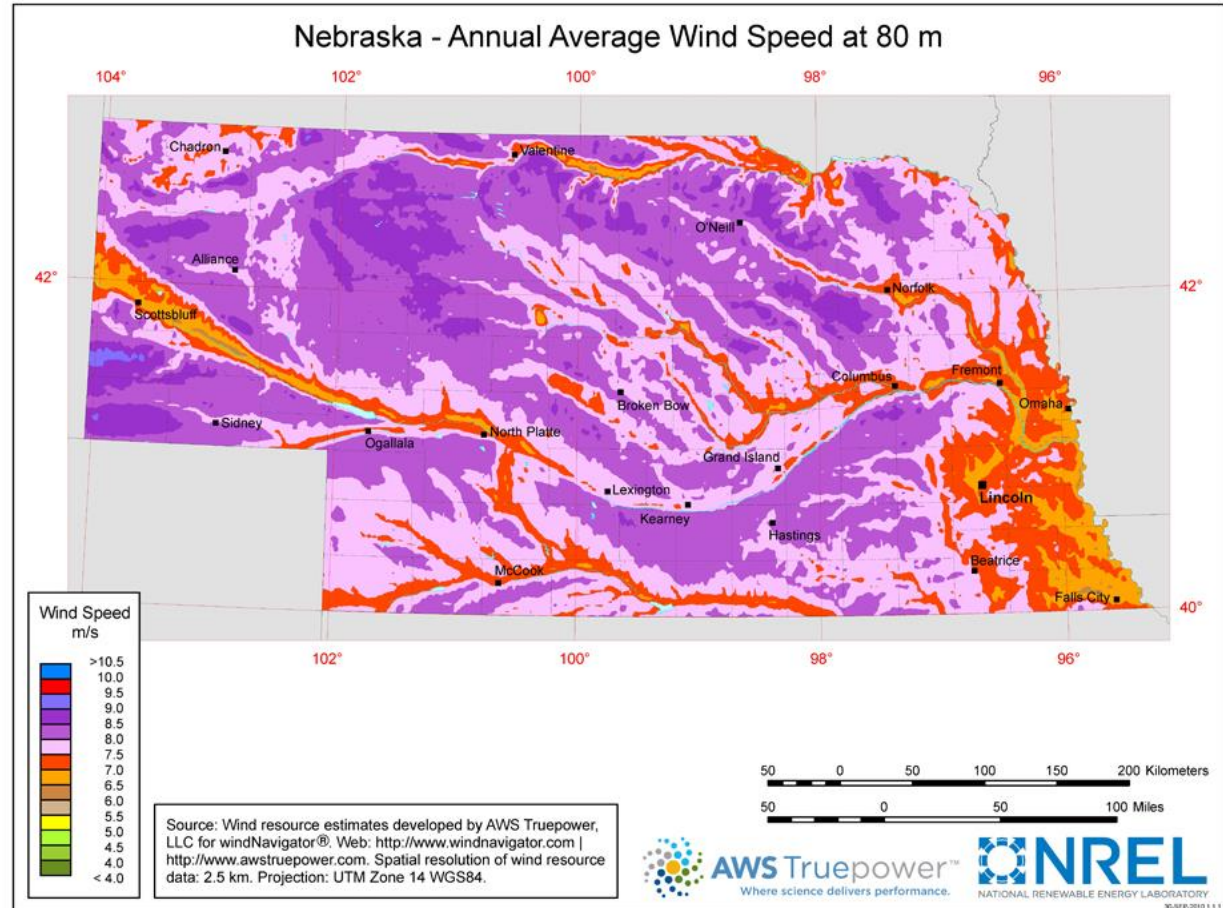 Nebraska - Annual Average Wind Speed at 80 m
104°
102°
100°
98°
96°
Chadron
Valentine
O'Neill
Alliance
42°
42°
Norfolk
Scottsbluff
Columbus
Fremont
Broken Bow
Omaha
Sidney
Ogallala
North Platte
Grand Island
Lexington
Lincoln
Kearney
Hastings
McCook
Beatrice
Falls City
40°
102°
100°
98°
96°
Wind Speed
m/s
>10.5
10.0
9.5
9.0
8.5
8.0
7.5
7.0
6.5
6.0
5.5
5.0
4.5
4.0
< 4.0
50 0 50 100 150 200 Kilometers
50 0 50 100 Miles
Source: Wind resource estimates developed by AWS Truepower,
LLC for windNavigator®. Web: http://www.windnavigator.com |
http://www.awstruepower.com. Spatial resolution of wind resource
data: 2.5 km. Projection: UTM Zone 14 WGS84.
AWS Truepower™
Where science delivers performance.
NREL
NATIONAL RENEWABLE ENERGY LABORATORY